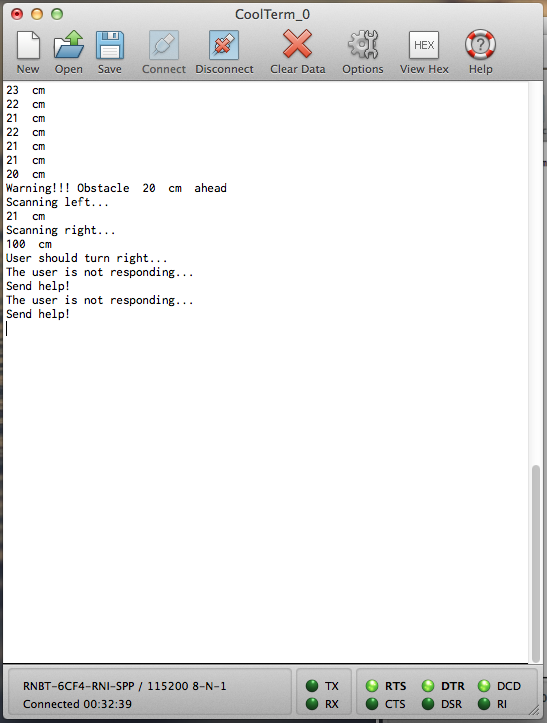 CoolTerm_0
New Open Save Connect Disconnect Clear Data Options HEX View Hex Help
23 cm
22 cm
21 cm
22 cm
21 cm
21 cm
20 cm
Warning!!! Obstacle 20 cm ahead
Scanning left...
21 cm
Scanning right...
100 cm
User should turn right...
The user is not responding...
Send help!
The user is not responding...
Send help!
RNBT-6CF4-RNI-SPP / 115200 8-N-1 TX RTS DTR DCD
Connected 00:32:39 RX CTS DSR RI